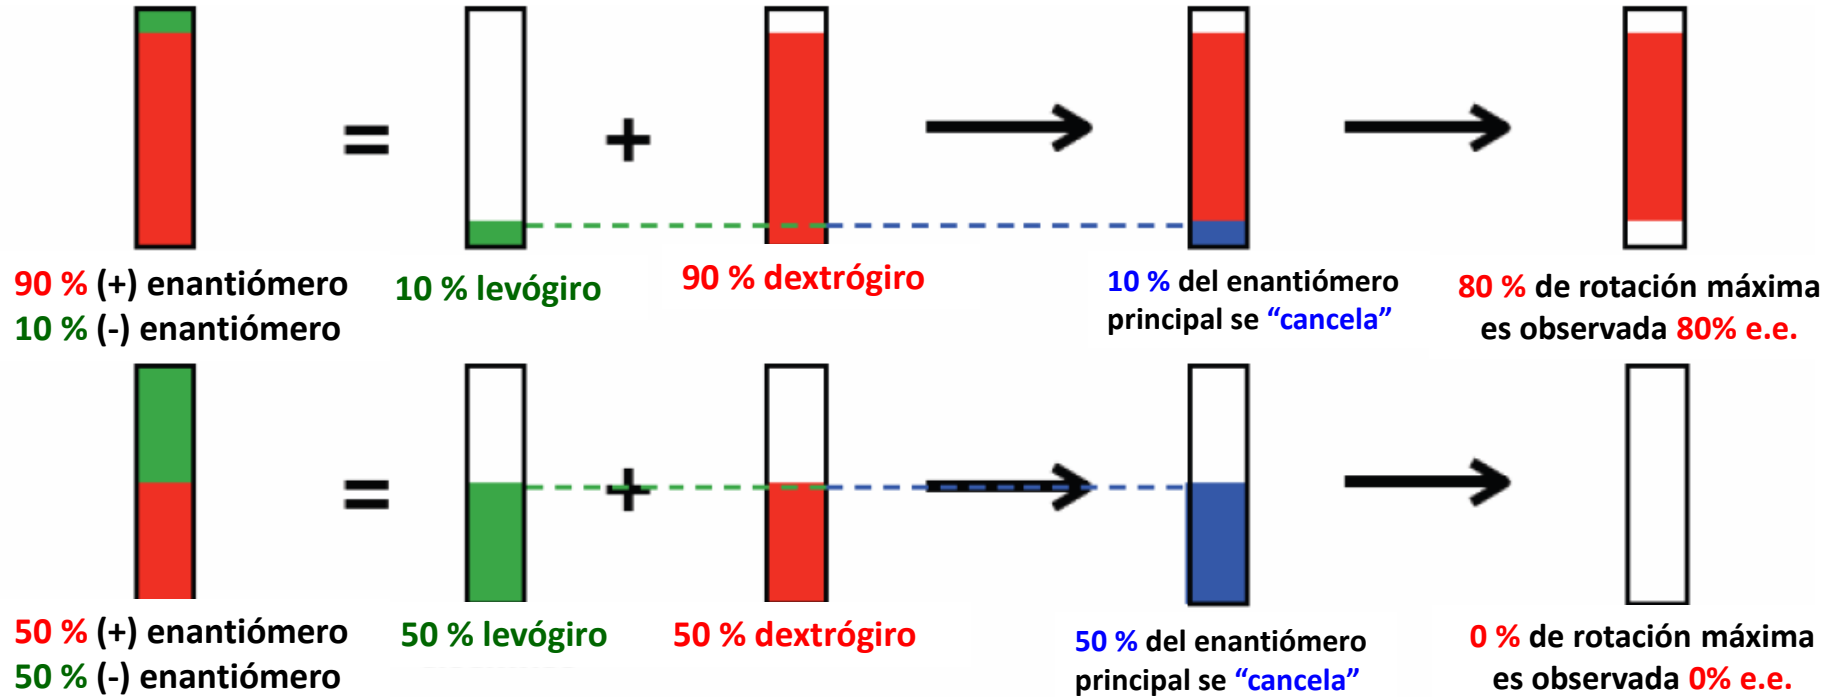 =
+
90 % (+) enantiómero
10 % (-) enantiómero
10 % levógiro
90 % dextrógiro
10 % del enantiómero
principal se “cancela”
80 % de rotación máxima
es observada 80% e.e.
=
+
50 % (+) enantiómero
50 % (-) enantiómero
50 % levógiro
50 % dextrógiro
50 % del enantiómero
principal se “cancela”
0 % de rotación máxima
es observada 0% e.e.